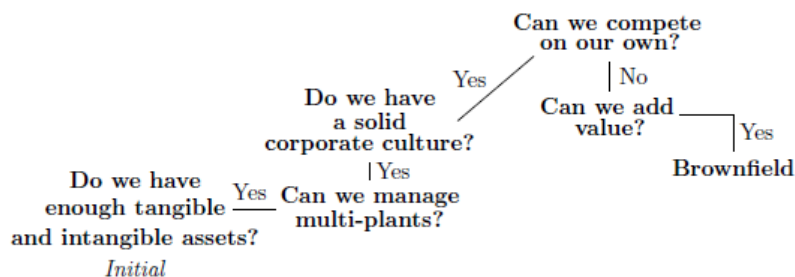 Can we compete
on our own?
Yes
No
Do we have
a solid
corporate culture?
Can we add
value?
Yes
Brownfield
Yes
Do we have
enough tangible
and intangible assets?
Yes
Can we manage
multi-plants?
Initial